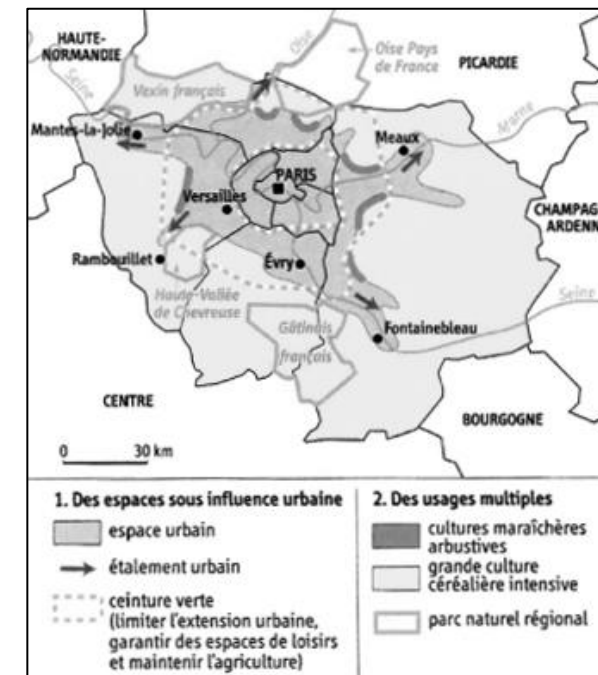 HAUTE-
NORMANDIE
Oise
Oise Pays
de France
PICARDIE
Seine
Vexin français
Mantes-la-Jolie
Meaux
PARIS
Versailles
CHAMPAG
ARDENN
Rambouillet
Évry
Haute-Vallée
de Chevreuse
Seine
Gâtinais
français
Fontainebleau
CENTRE
BOURGOGNE
0 30 km
1. Des espaces sous influence urbaine
espace urbain
étalement urbain
ceinture verte
(limiter l'extension urbaine,
garantir des espaces de loisirs
et maintenir l'agriculture)
2. Des usages multiples
cultures maraîchères
arbustives
grande culture
céréalière intensive
parc naturel régional